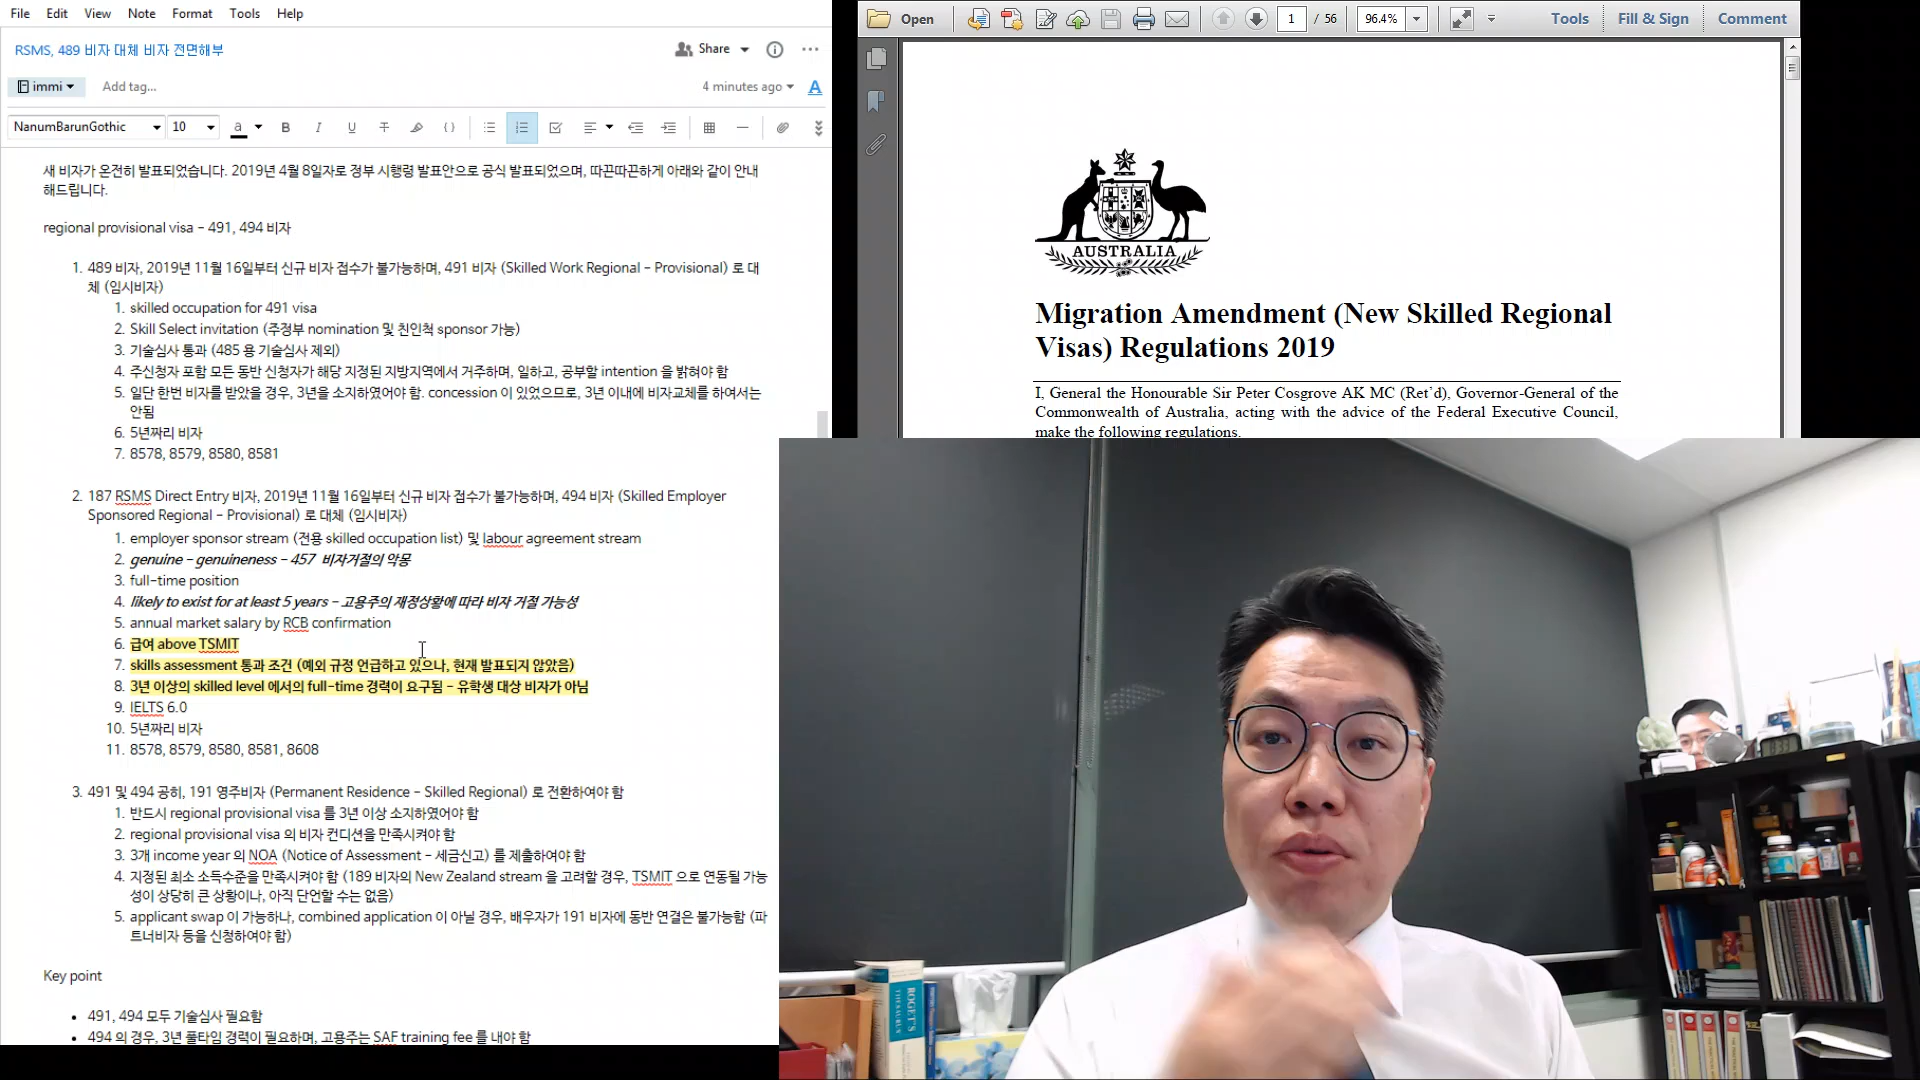 File Edit View Note Format Tools Help
RSMS, 489 비자 대체 비자 전면해부
Share
immi
Add tag...
4 minutes ago
A
NanumBarunGothic
10
a B I U T { }
새 비자가 온전히 발표되었습니다. 2019년 4월 8일자로 정부 시행령 발표안으로 공식 발표되었으며, 따끈따끈하게 아래와 같이 안내
해드립니다.
regional provisional visa – 491, 494 비자
1. 489 비자, 2019년 11월 16일부터 신규 비자 접수가 불가능하며, 491 비자 (Skilled Work Regional – Provisional) 로 대
체 (임시비자)
1. skilled occupation for 491 visa
2. Skill Select invitation (주정부 nomination 및 친인척 sponsor 가능)
3. 기술심사 통과 (485 용 기술심사 제외)
4. 주신청자 포함 모든 동반 신청자가 해당 지정된 지방지역에서 거주하며, 일하고, 공부할 intention 을 밝혀야 함
5. 일단 한번 비자를 받았을 경우, 3년을 소지하였어야 함. concession 이 있었으므로, 3년 이내에 비자교체를 하여서는
안됨
6. 5년짜리 비자
7. 8578, 8579, 8580, 8581
2. 187 RSMS Direct Entry 비자, 2019년 11월 16일부터 신규 비자 접수가 불가능하며, 494 비자 (Skilled Employer
Sponsored Regional – Provisional) 로 대체 (임시비자)
1. employer sponsor stream (전용 skilled occupation list) 및 labour agreement stream
2. genuine – genuineness – 457 비자거절의 악몽
3. full-time position
4. likely to exist for at least 5 years – 고용주의 재정상황에 따라 비자 거절 가능성
5. annual market salary by RCB confirmation
6. 급여 above TSMIT
7. skills assessment 통과 조건 (예외 규정 언급하고 있으나, 현재 발표되지 않았음)
8. 3년 이상의 skilled level 에서의 full-time 경력이 요구됨 – 유학생 대상 비자가 아님
9. IELTS 6.0
10. 5년짜리 비자
11. 8578, 8579, 8580, 8581, 8608
3. 491 및 494 공히, 191 영주비자 (Permanent Residence – Skilled Regional) 로 전환하여야 함
1. 반드시 regional provisional visa 를 3년 이상 소지하였어야 함
2. regional provisional visa 의 비자 컨디션을 만족시켜야 함
3. 3개 income year 의 NOA (Notice of Assessment – 세금신고) 를 제출하여야 함
4. 지정된 최소 소득수준을 만족시켜야 함 (189 비자의 New Zealand stream 을 고려할 경우, TSMIT 으로 연동될 가능
성이 상당히 큰 상황이나, 아직 단언할 수는 없음)
5. applicant swap 이 가능하나, combined application 이 아닐 경우, 배우자가 191 비자에 동반 연결은 불가능함 (파
트너비자 등을 신청하여야 함)
Key point
• 491, 494 모두 기술심사 필요함
• 494 의 경우, 3년 풀타임 경력이 필요하며, 고용주는 SAF training fee 를 내야 함
Open
1 / 56
96.4%
Tools Fill & Sign Comment
AUSTRALIA
Migration Amendment (New Skilled Regional
Visas) Regulations 2019
I, General the Honourable Sir Peter Cosgrove AK MC (Ret'd), Governor-General of the
Commonwealth of Australia, acting with the advice of the Federal Executive Council,
make the following regulations.
ROGET'S
THESAURUS